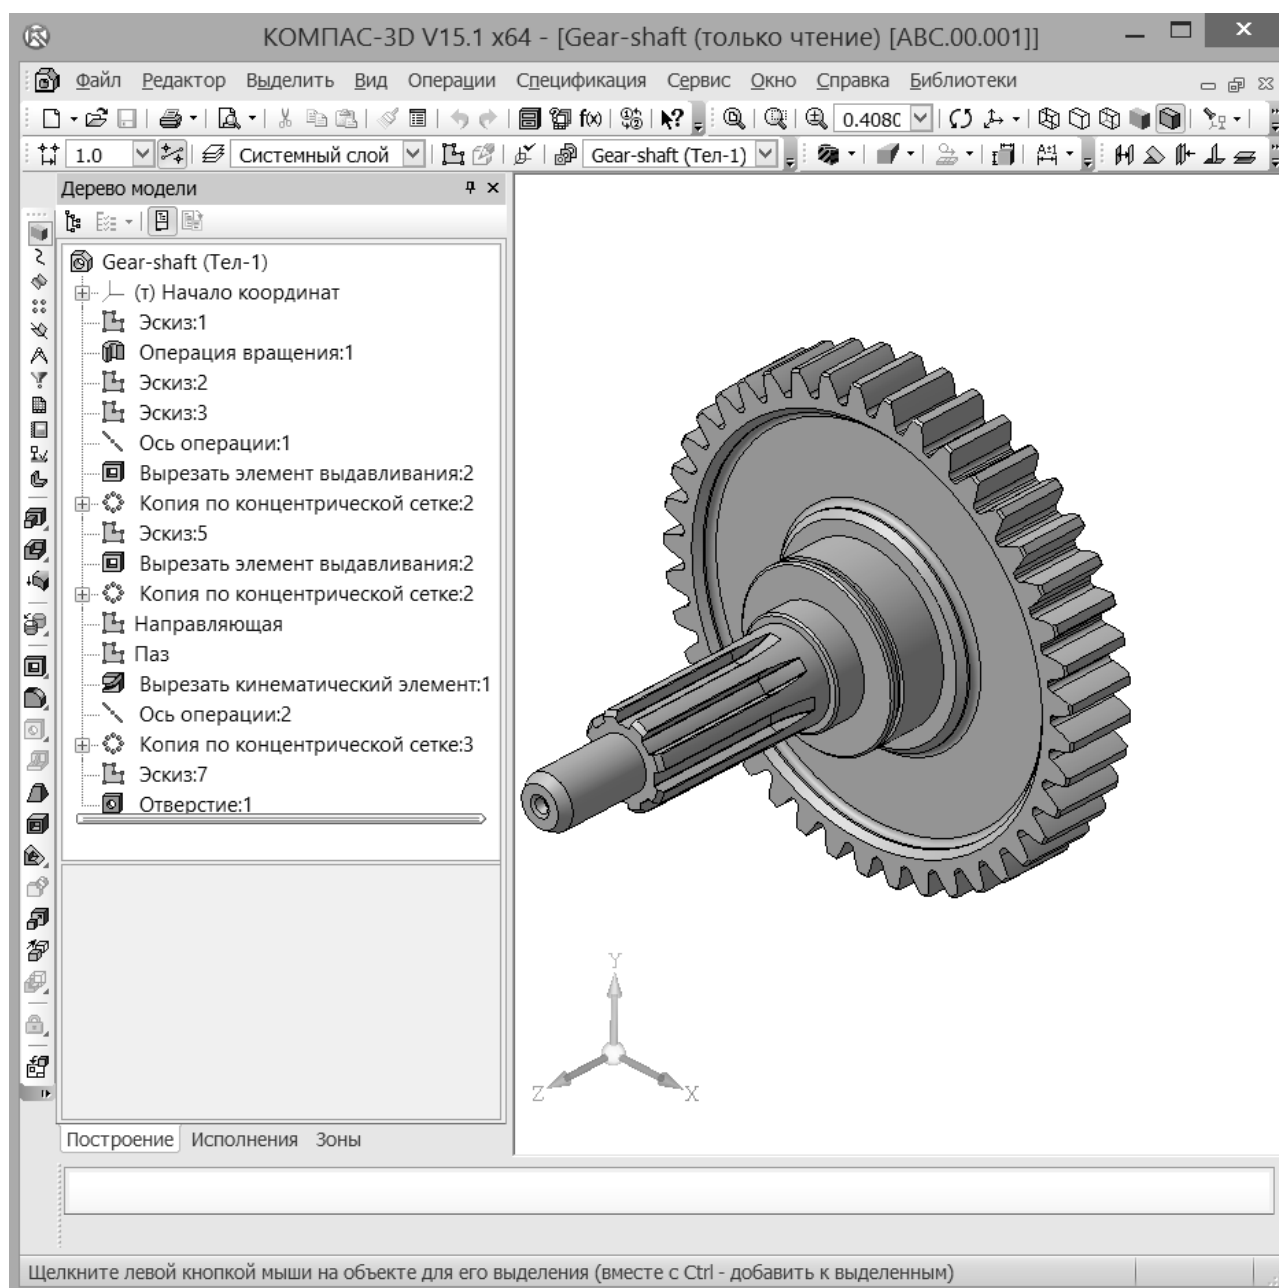 КОМПАС-3D V15.1 x64 - [Gear-shaft (только чтение) [ABC.00.001]]
Файл Редактор Выделить Вид Операции Спецификация Сервис Окно Справка Библиотеки
f(x) 0.408
1.0 Системный слой Gear-shaft (Тел-1)
Дерево модели
Gear-shaft (Тел-1)
(т) Начало координат
Эскиз:1
Операция вращения:1
Эскиз:2
Эскиз:3
Ось операции:1
Вырезать элемент выдавливания:2
Копия по концентрической сетке:2
Эскиз:5
Вырезать элемент выдавливания:2
Копия по концентрической сетке:2
Направляющая
Паз
Вырезать кинематический элемент:1
Ось операции:2
Копия по концентрической сетке:3
Эскиз:7
Отверстие:1
Y
Z
X
Построение Исполнения Зоны
Щелкните левой кнопкой мыши на объекте для его выделения (вместе с Ctrl - добавить к выделенным)